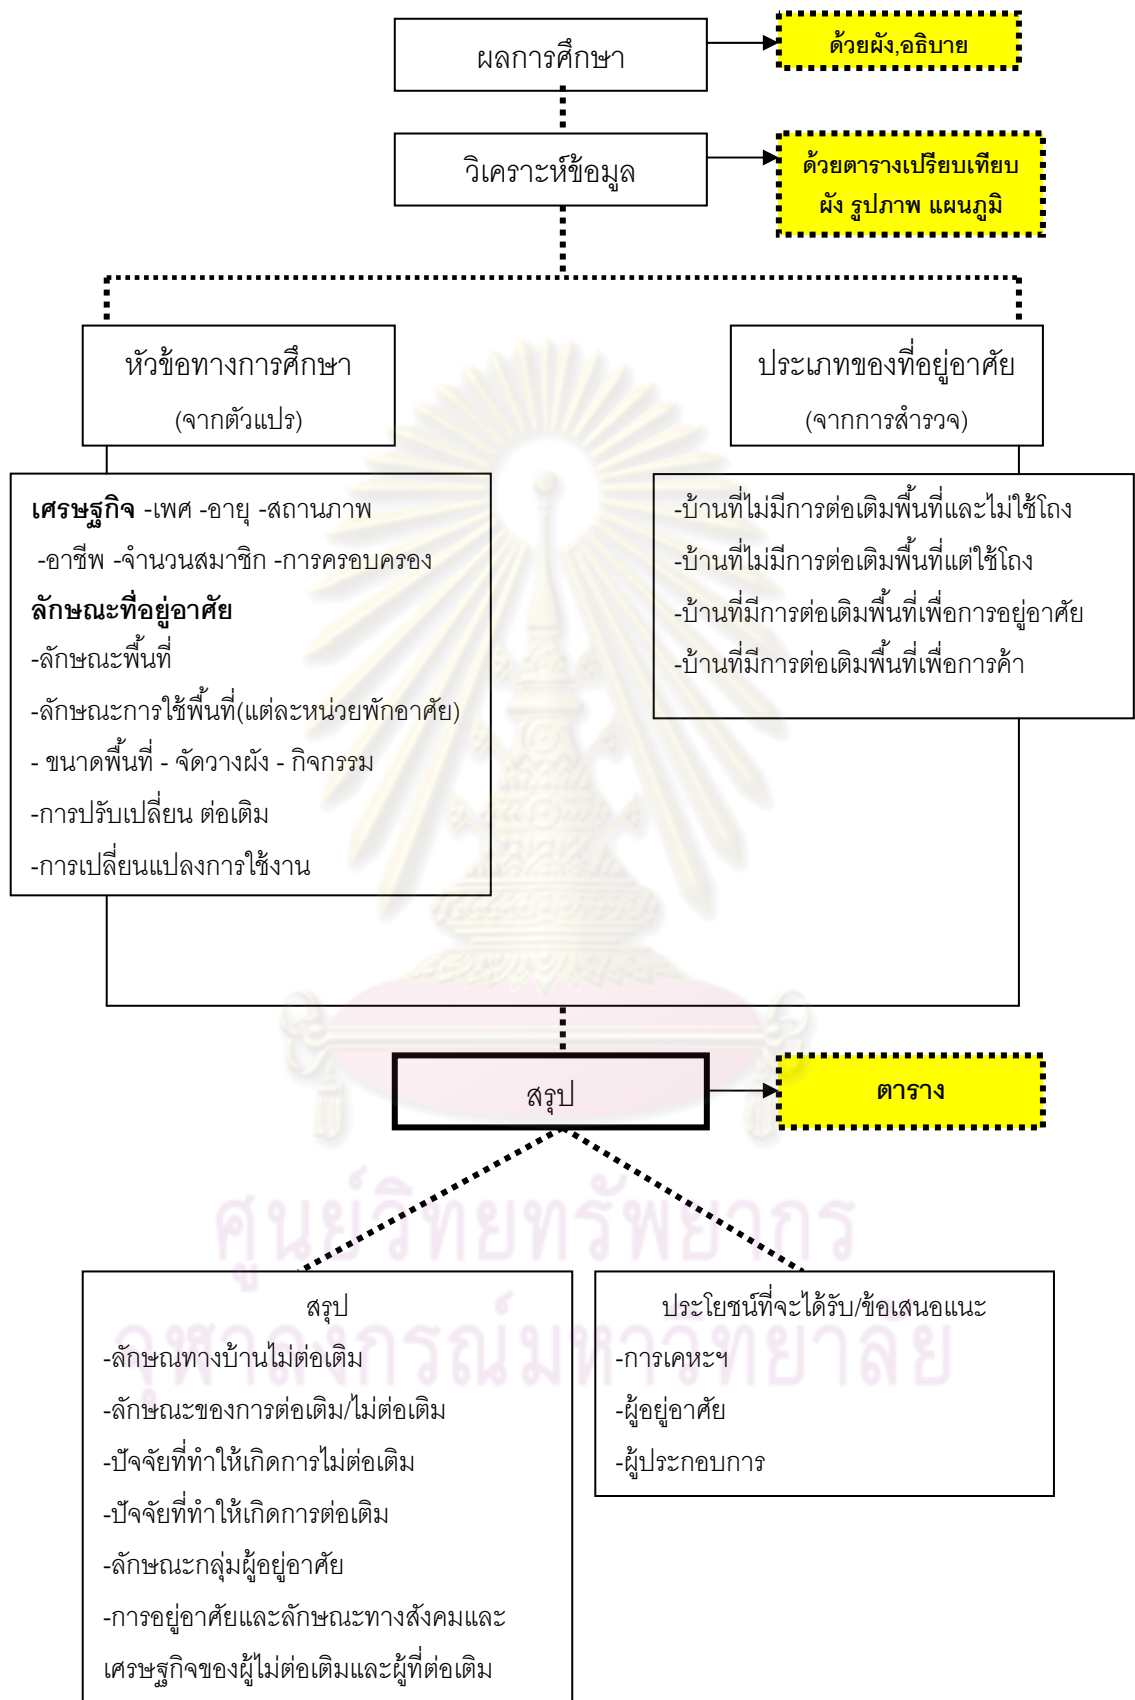 ผลการศึกษา
ด้วยผัง,อธิบาย
วิเคราะห์ข้อมูล
ด้วยตารางเปรียบเทียบ
ผัง รูปภาพ แผนภูมิ
หัวข้อทางการศึกษา
(จากตัวแปร)
ประเภทของที่อยู่อาศัย
(จากการสำรวจ)
เศรษฐกิจ -เพศ -อายุ -สถานภาพ
-อาชีพ -จำนวนสมาชิก -การครอบครอง
ลักษณะที่อยู่อาศัย
-ลักษณะพื้นที่
-ลักษณะการใช้พื้นที่(แต่ละหน่วยพักอาศัย)
- ขนาดพื้นที่ - จัดวางผัง - กิจกรรม
-การปรับเปลี่ยน ต่อเติม
-การเปลี่ยนแปลงการใช้งาน
-บ้านที่ไม่มีการต่อเติมพื้นที่และไม่ใช้โถง
-บ้านที่ไม่มีการต่อเติมพื้นที่แต่ใช้โถง
-บ้านที่มีการต่อเติมพื้นที่เพื่อการอยู่อาศัย
-บ้านที่มีการต่อเติมพื้นที่เพื่อการค้า
สรุป
ตาราง
ศูนย์วิทยทรัพยากร
จุฬาลงกรณ์มหาวิทยาลัย
สรุป
-ลักษณทางบ้านไม่ต่อเติม
-ลักษณะของการต่อเติม/ไม่ต่อเติม
-ปัจจัยที่ทำให้เกิดการไม่ต่อเติม
-ปัจจัยที่ทำให้เกิดการต่อเติม
-ลักษณะกลุ่มผู้อยู่อาศัย
-การอยู่อาศัยและลักษณะทางสังคมและ
เศรษฐกิจของผู้ไม่ต่อเติมและผู้ที่ต่อเติม
ประโยชน์ที่จะได้รับ/ข้อเสนอแนะ
-การเคหะฯ
-ผู้อยู่อาศัย
-ผู้ประกอบการ